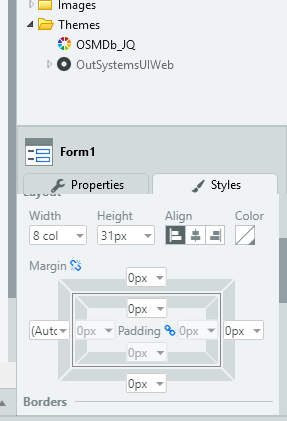 Images
Themes
OSMDb_JQ
OutSystemsUIWeb
Form1
Properties Styles
Layout
Width Height Align Color
8 col 31px
Margin
0px
0px
(Auto 0px Padding 0px 0px
0px
0px
Borders